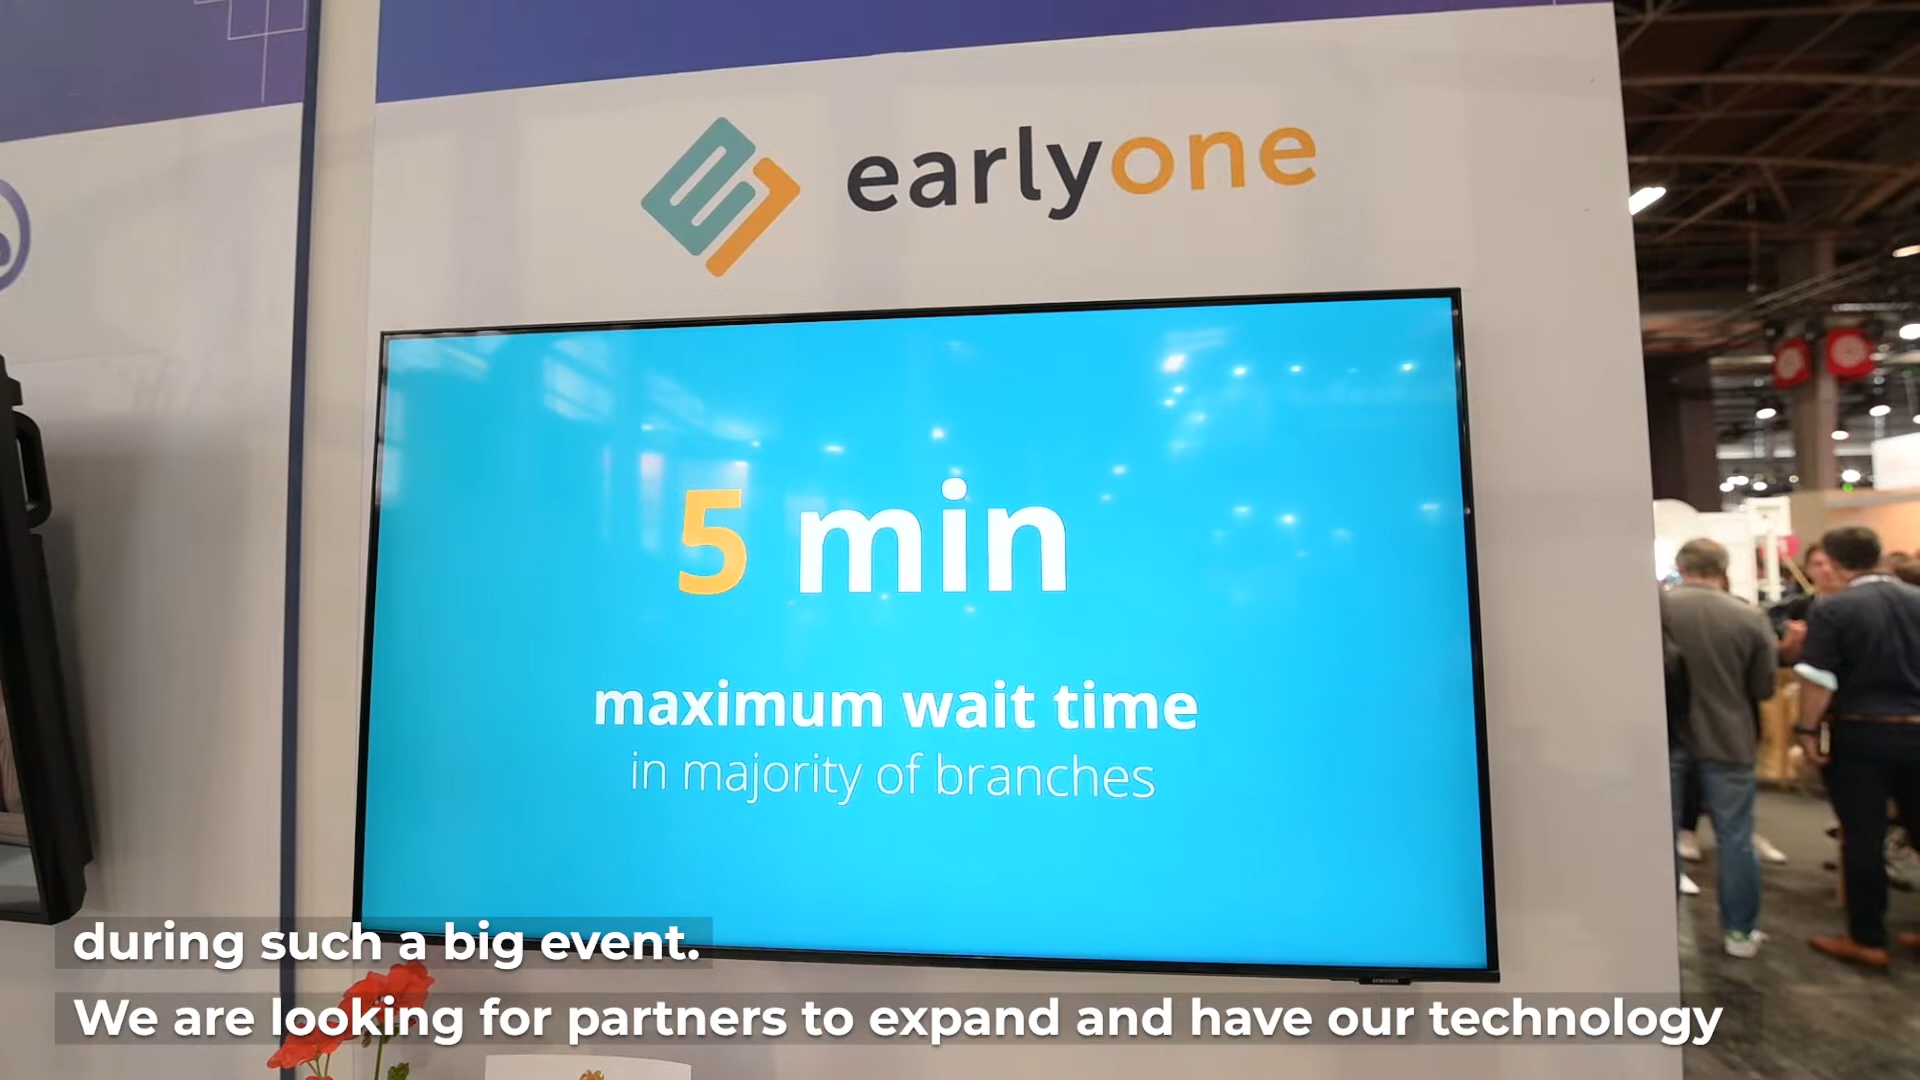 earlyone
5 min
maximum wait time
in majority of branches
during such a big event.
We are looking for partners to expand and have our technology